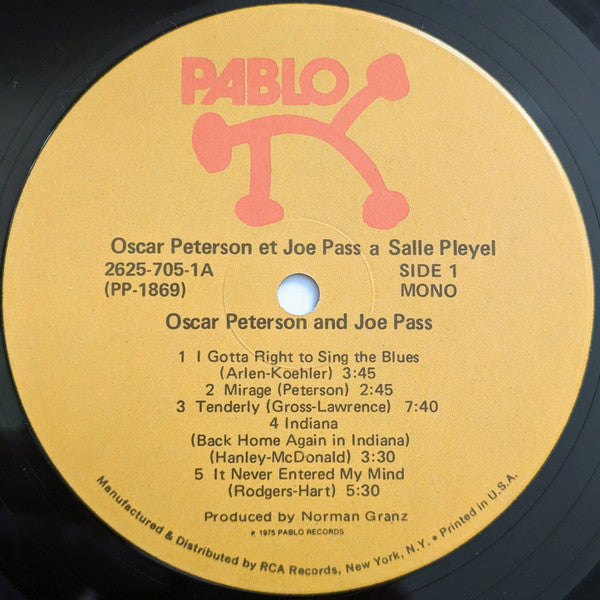 PABLO
Oscar Peterson et Joe Pass a Salle Pleyel
2625-705-1A SIDE 1
(PP-1869) MONO
Oscar Peterson and Joe Pass
1 I Gotta Right to Sing the Blues
(Arlen-Koehler) 3:45
2 Mirage (Peterson) 2:45
3 Tenderly (Gross-Lawrence) 7:40
4 Indiana
(Back Home Again in Indiana)
(Hanley-McDonald) 3:30
5 It Never Entered My Mind
(Rodgers-Hart) 5:30
Produced by Norman Granz
℗ 1975 PABLO RECORDS
Manufactured & Distributed by RCA Records, New York, N.Y. • Printed in U.S.A.